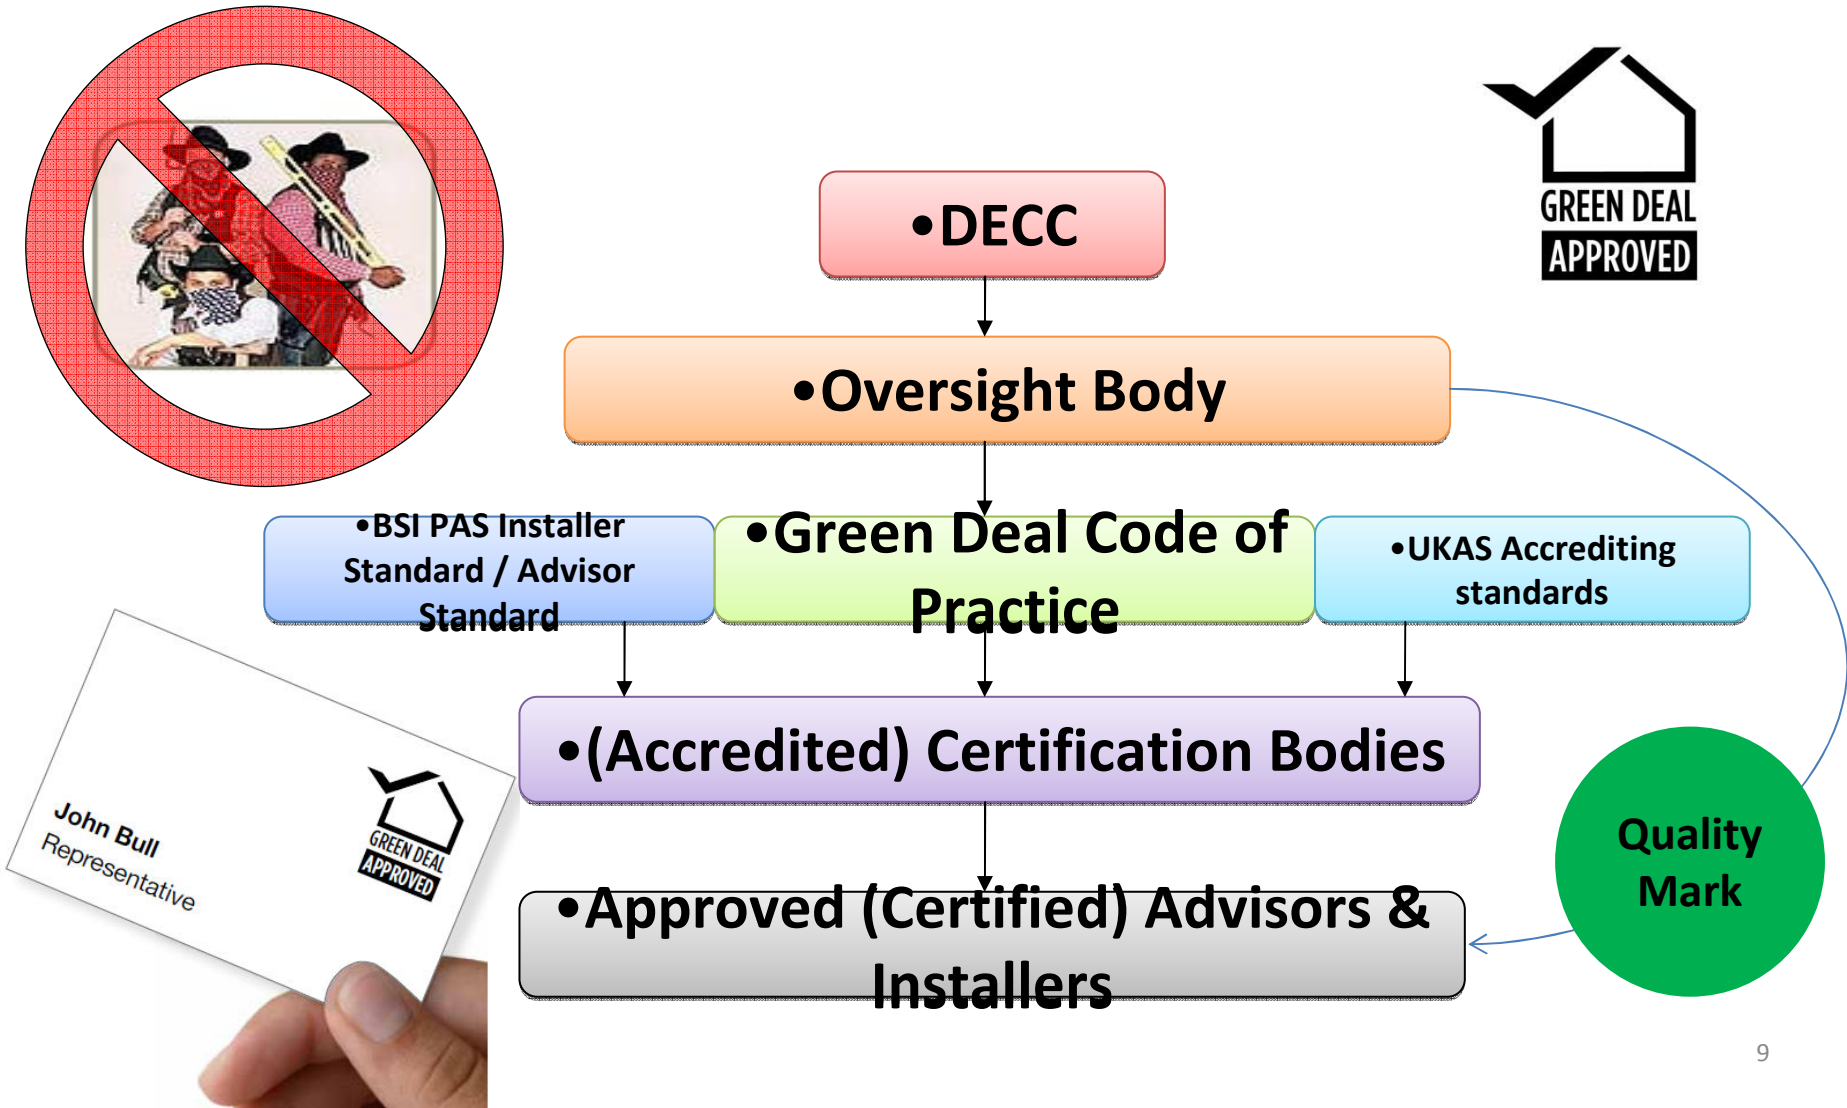 GREEN DEAL
APPROVED
•DECC
•Oversight Body
•BSI PAS Installer
Standard / Advisor
Standard
•Green Deal Code of
Practice
•UKAS Accrediting
standards
•(Accredited) Certification Bodies
John Bull
Representative
GREEN DEAL
APPROVED
Quality
Mark
•Approved (Certified) Advisors &
Installers
9